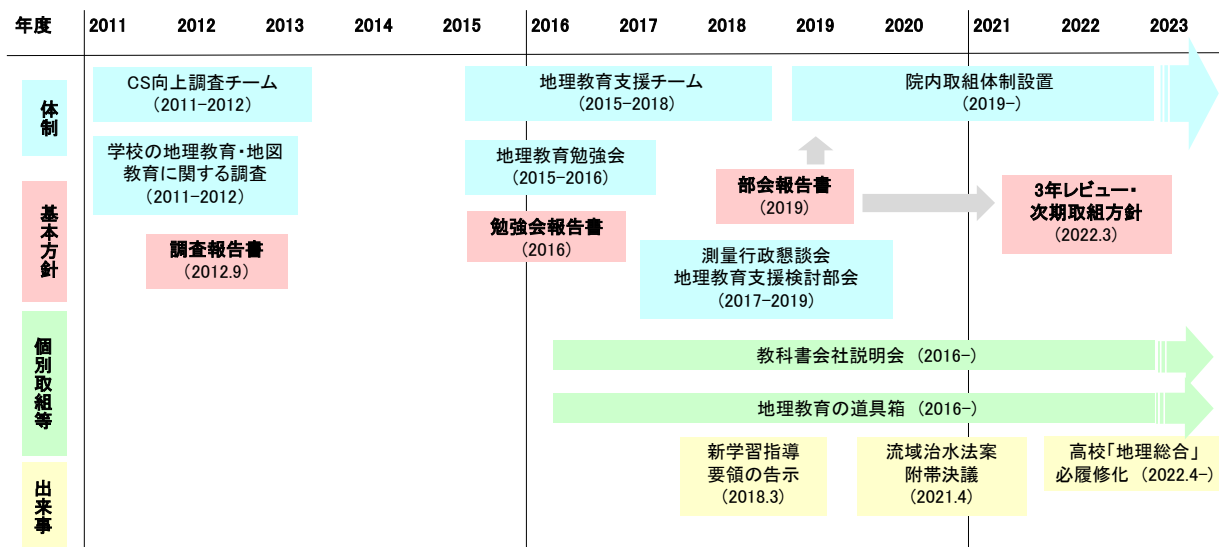 年度 2011 2012 2013 2014 2015 2016 2017 2018 2019 2020 2021 2022 2023
体制
CS向上調査チーム
（2011−2012）
地理教育支援チーム
（2015−2018）
院内取組体制設置
（2019−）
学校の地理教育・地図
教育に関する調査
（2011−2012）
地理教育勉強会
（2015−2016）
基本方針
調査報告書
（2012.9）
勉強会報告書
（2016）
部会報告書
（2019）
3年レビュー・
次期取組方針
（2022.3）
測量行政懇談会
地理教育支援検討部会
（2017−2019）
個別取組等
教科書会社説明会 （2016−）
地理教育の道具箱 （2016−）
出来事
新学習指導
要領の告示
（2018.3）
流域治水法案
附帯決議
（2021.4）
高校「地理総合」
必履修化 （2022.4−）